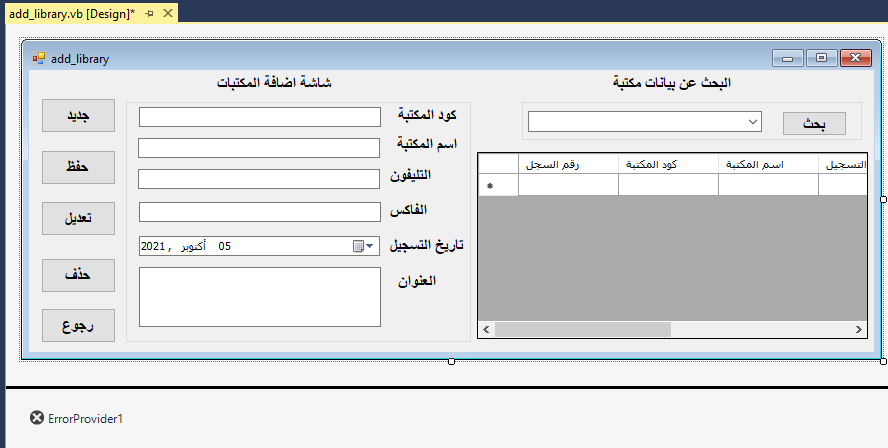 add_library.vb [Design]*
add_library
شاشة اضافة المكتبات
البحث عن بيانات مكتبة
جديد
حفظ
تعديل
حذف
رجوع
كود المكتبة
اسم المكتبة
التليفون
الفاكس
تاريخ التسجيل
05 أكتوبر , 2021
العنوان
بحث
رقم السجل
كود المكتبة
اسم المكتبة
التسجيل
ErrorProvider1